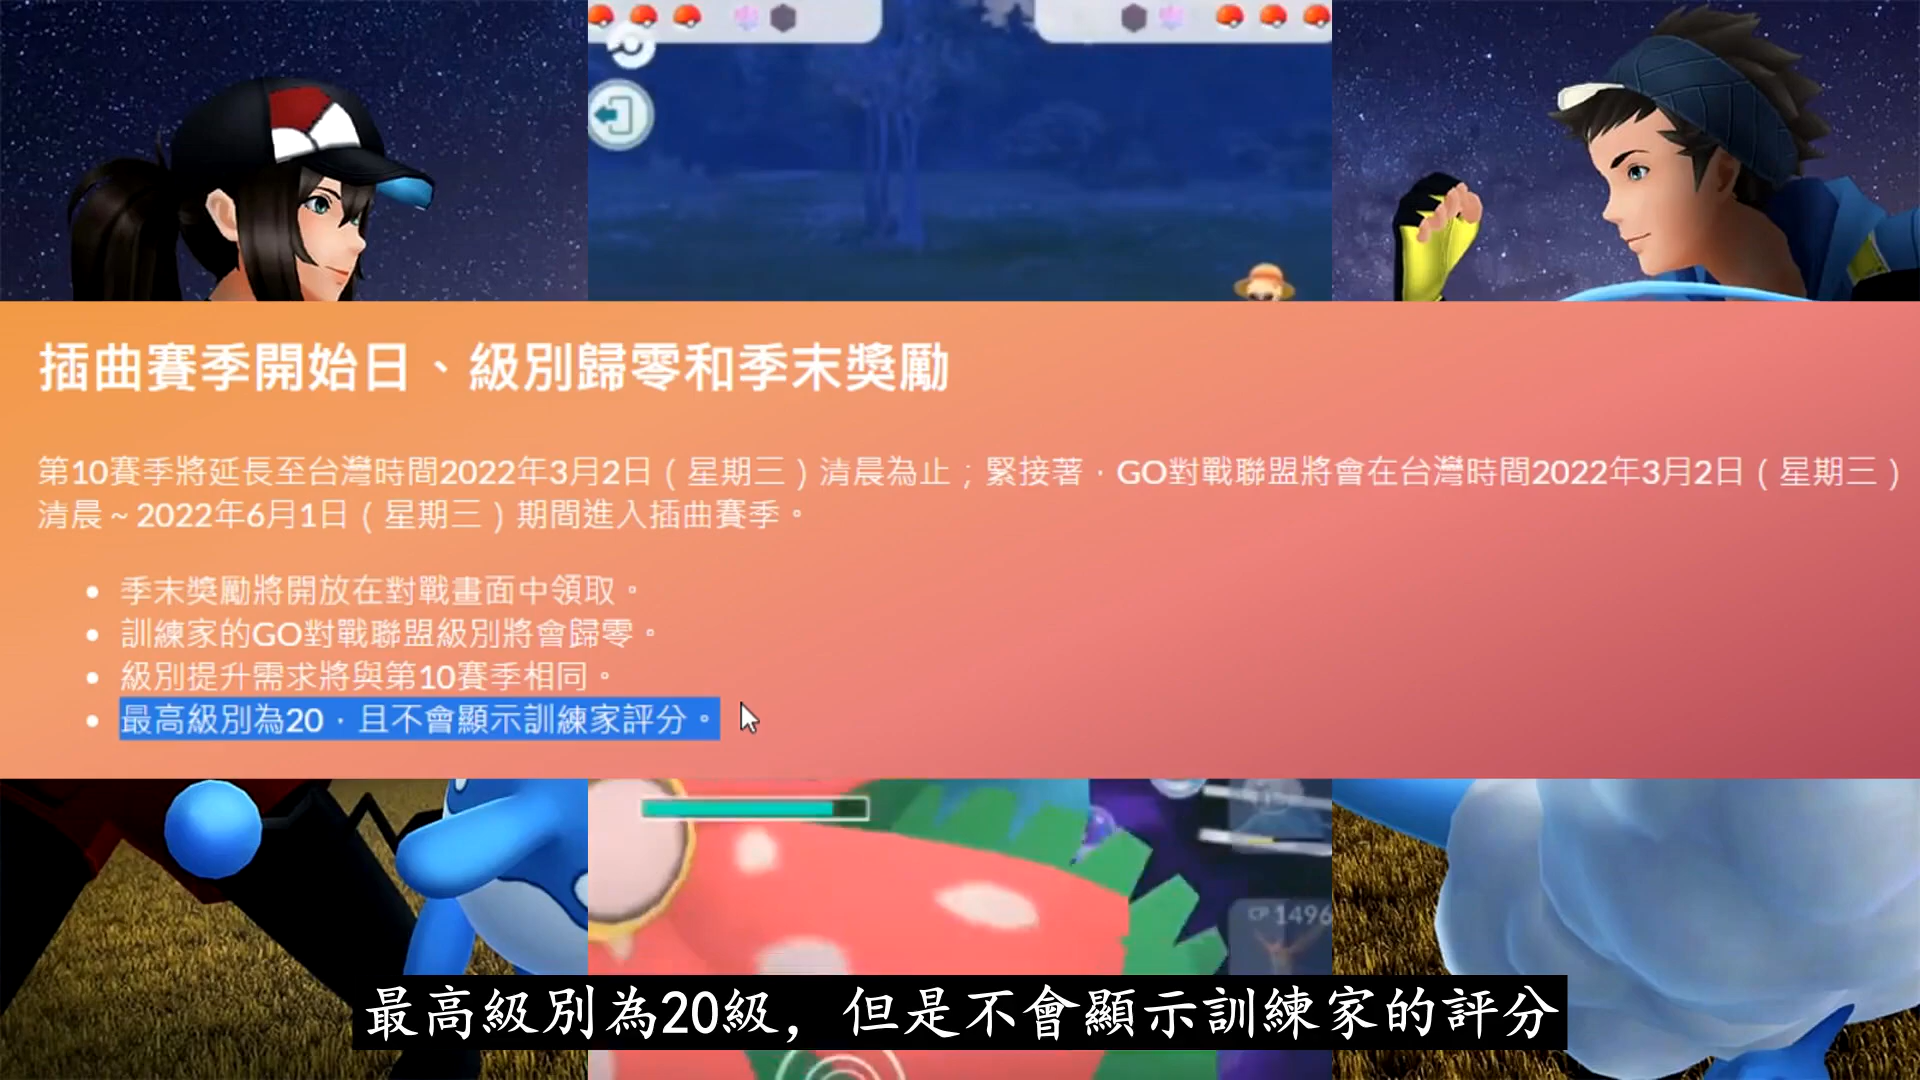 插曲賽季開始日、級別歸零和季末獎勵
第10賽季將延長至台灣時間2022年3月2日(星期三)清晨為止;緊接著,GO對戰聯盟將會在台灣時間2022年3月2日(星期三)
清晨~2022年6月1日(星期三)期間進入插曲賽季。
• 季末獎勵將開放在對戰畫面中領取。
• 訓練家的GO對戰聯盟級別將會歸零。
• 級別提升需求將與第10賽季相同。
• 最高級別為20,且不會顯示訓練家評分。
CP 1496
最高級別為20級,但是不會顯示訓練家的評分